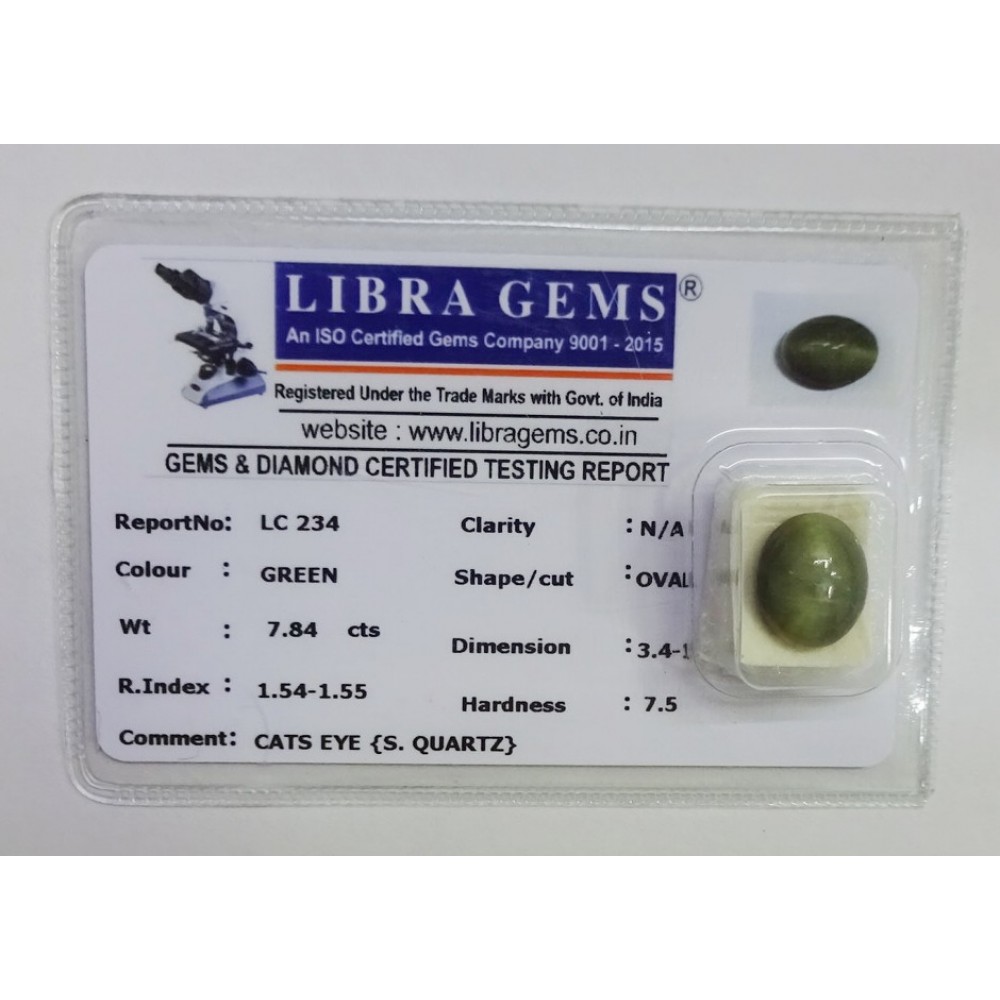 LIBRA GEMS ®
An ISO Certified Gems Company 9001 - 2015
Registered Under the Trade Marks with Govt. of India
website : www.libragems.co.in
GEMS & DIAMOND CERTIFIED TESTING REPORT
ReportNo: LC 234 Clarity : N/A
Colour : GREEN Shape/cut : OVAL
Wt : 7.84 cts Dimension : 3.4-1
R.Index : 1.54-1.55 Hardness : 7.5
Comment: CATS EYE {S. QUARTZ}